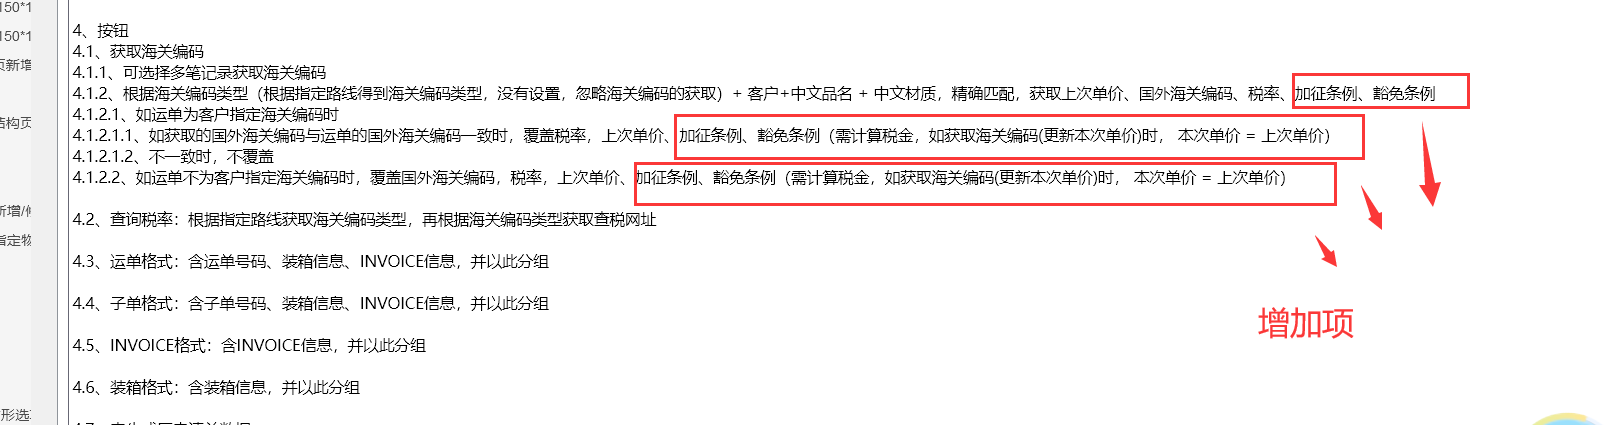 150*1
150*1
页新增
结构页
新增/修
指定物
形选
4、按钮
4.1、获取海关编码
4.1.1、可选择多笔记录获取海关编码
4.1.2、根据海关编码类型（根据指定路线得到海关编码类型，没有设置，忽略海关编码的获取）+ 客户+中文品名 + 中文材质，精确匹配，获取上次单价、国外海关编码、税率、加征条例、豁免条例
4.1.2.1、如运单为客户指定海关编码时
4.1.2.1.1、如获取的国外海关编码与运单的国外海关编码一致时，覆盖税率，上次单价、加征条例、豁免条例（需计算税金，如获取海关编码(更新本次单价)时， 本次单价 = 上次单价）
4.1.2.1.2、不一致时，不覆盖
4.1.2.2、如运单不为客户指定海关编码时，覆盖国外海关编码，税率，上次单价、加征条例、豁免条例（需计算税金，如获取海关编码(更新本次单价)时， 本次单价 = 上次单价）
4.2、查询税率：根据指定路线获取海关编码类型，再根据海关编码类型获取查税网址
4.3、运单格式：含运单号码、装箱信息、INVOICE信息，并以此分组
4.4、子单格式：含子单号码、装箱信息、INVOICE信息，并以此分组
增加项
4.5、INVOICE格式：含INVOICE信息，并以此分组
4.6、装箱格式：含装箱信息，并以此分组